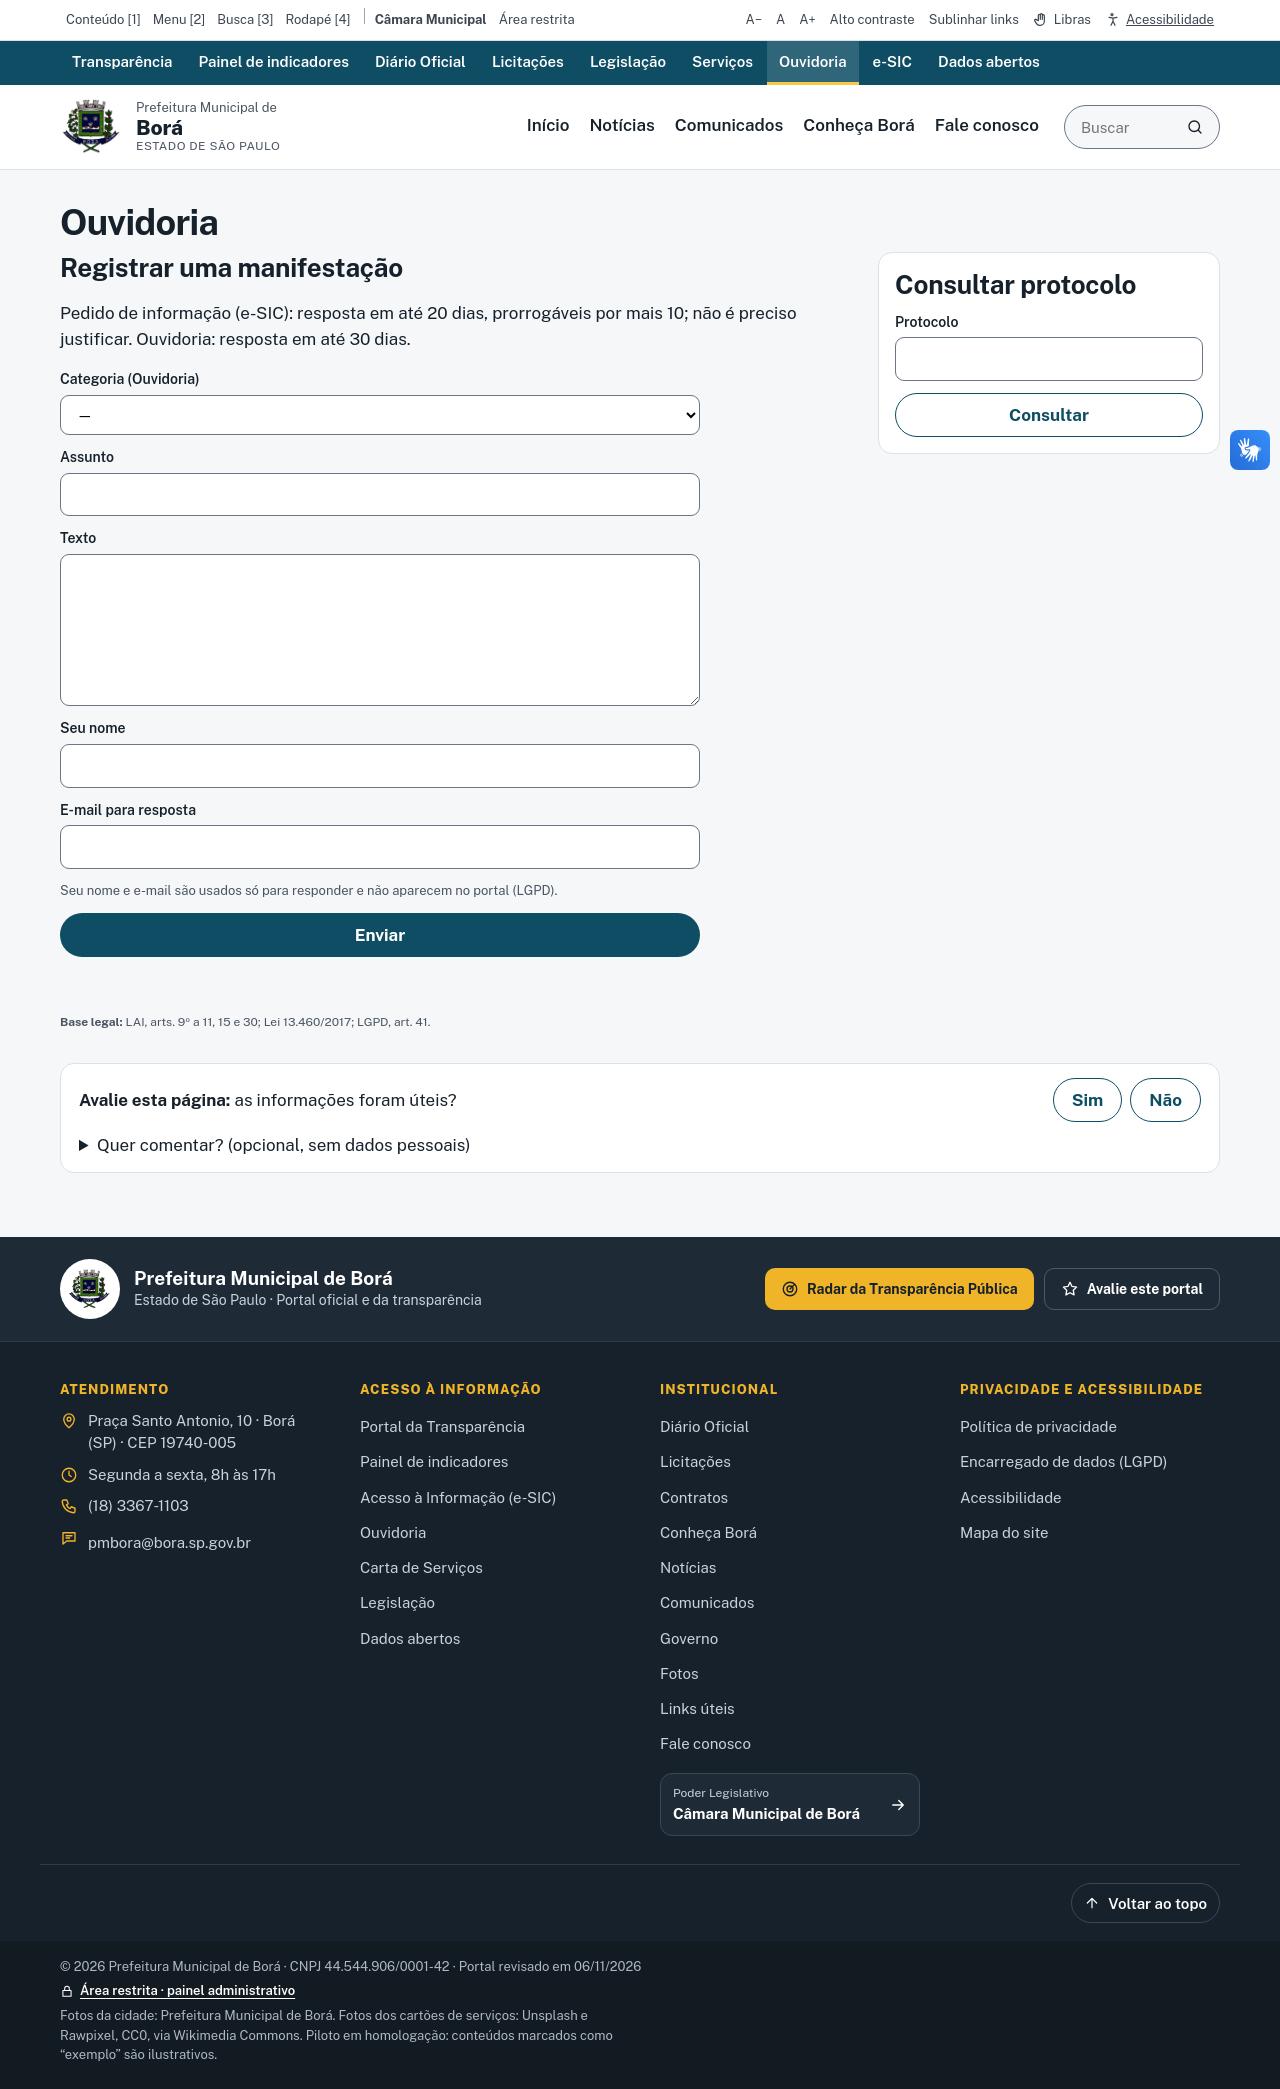 Conteúdo [1] Menu [2] Busca [3] Rodapé [4] Câmara Municipal Área restrita A− A A+ Alto contraste Sublinhar links Libras Acessibilidade
Transparência Painel de indicadores Diário Oficial Licitações Legislação Serviços Ouvidoria e-SIC Dados abertos
Prefeitura Municipal de
Borá
ESTADO DE SÃO PAULO
Início Notícias Comunicados Conheça Borá Fale conosco Buscar
Ouvidoria
Registrar uma manifestação
Pedido de informação (e-SIC): resposta em até 20 dias, prorrogáveis por mais 10; não é preciso
justificar. Ouvidoria: resposta em até 30 dias.
Categoria (Ouvidoria)
—
Assunto
Texto
Seu nome
E-mail para resposta
Seu nome e e-mail são usados só para responder e não aparecem no portal (LGPD).
Enviar
Consultar protocolo
Protocolo
Consultar
Base legal: LAI, arts. 9º a 11, 15 e 30; Lei 13.460/2017; LGPD, art. 41.
Avalie esta página: as informações foram úteis? Sim Não
Quer comentar? (opcional, sem dados pessoais)
Prefeitura Municipal de Borá
Estado de São Paulo · Portal oficial e da transparência
Radar da Transparência Pública Avalie este portal
ATENDIMENTO
Praça Santo Antonio, 10 · Borá
(SP) · CEP 19740-005
Segunda a sexta, 8h às 17h
(18) 3367-1103
pmbora@bora.sp.gov.br
ACESSO À INFORMAÇÃO
Portal da Transparência
Painel de indicadores
Acesso à Informação (e-SIC)
Ouvidoria
Carta de Serviços
Legislação
Dados abertos
INSTITUCIONAL
Diário Oficial
Licitações
Contratos
Conheça Borá
Notícias
Comunicados
Governo
Fotos
Links úteis
Fale conosco
Poder Legislativo
Câmara Municipal de Borá
PRIVACIDADE E ACESSIBILIDADE
Política de privacidade
Encarregado de dados (LGPD)
Acessibilidade
Mapa do site
Voltar ao topo
© 2026 Prefeitura Municipal de Borá · CNPJ 44.544.906/0001-42 · Portal revisado em 06/11/2026
Área restrita · painel administrativo
Fotos da cidade: Prefeitura Municipal de Borá. Fotos dos cartões de serviços: Unsplash e
Rawpixel, CC0, via Wikimedia Commons. Piloto em homologação: conteúdos marcados como
“exemplo” são ilustrativos.